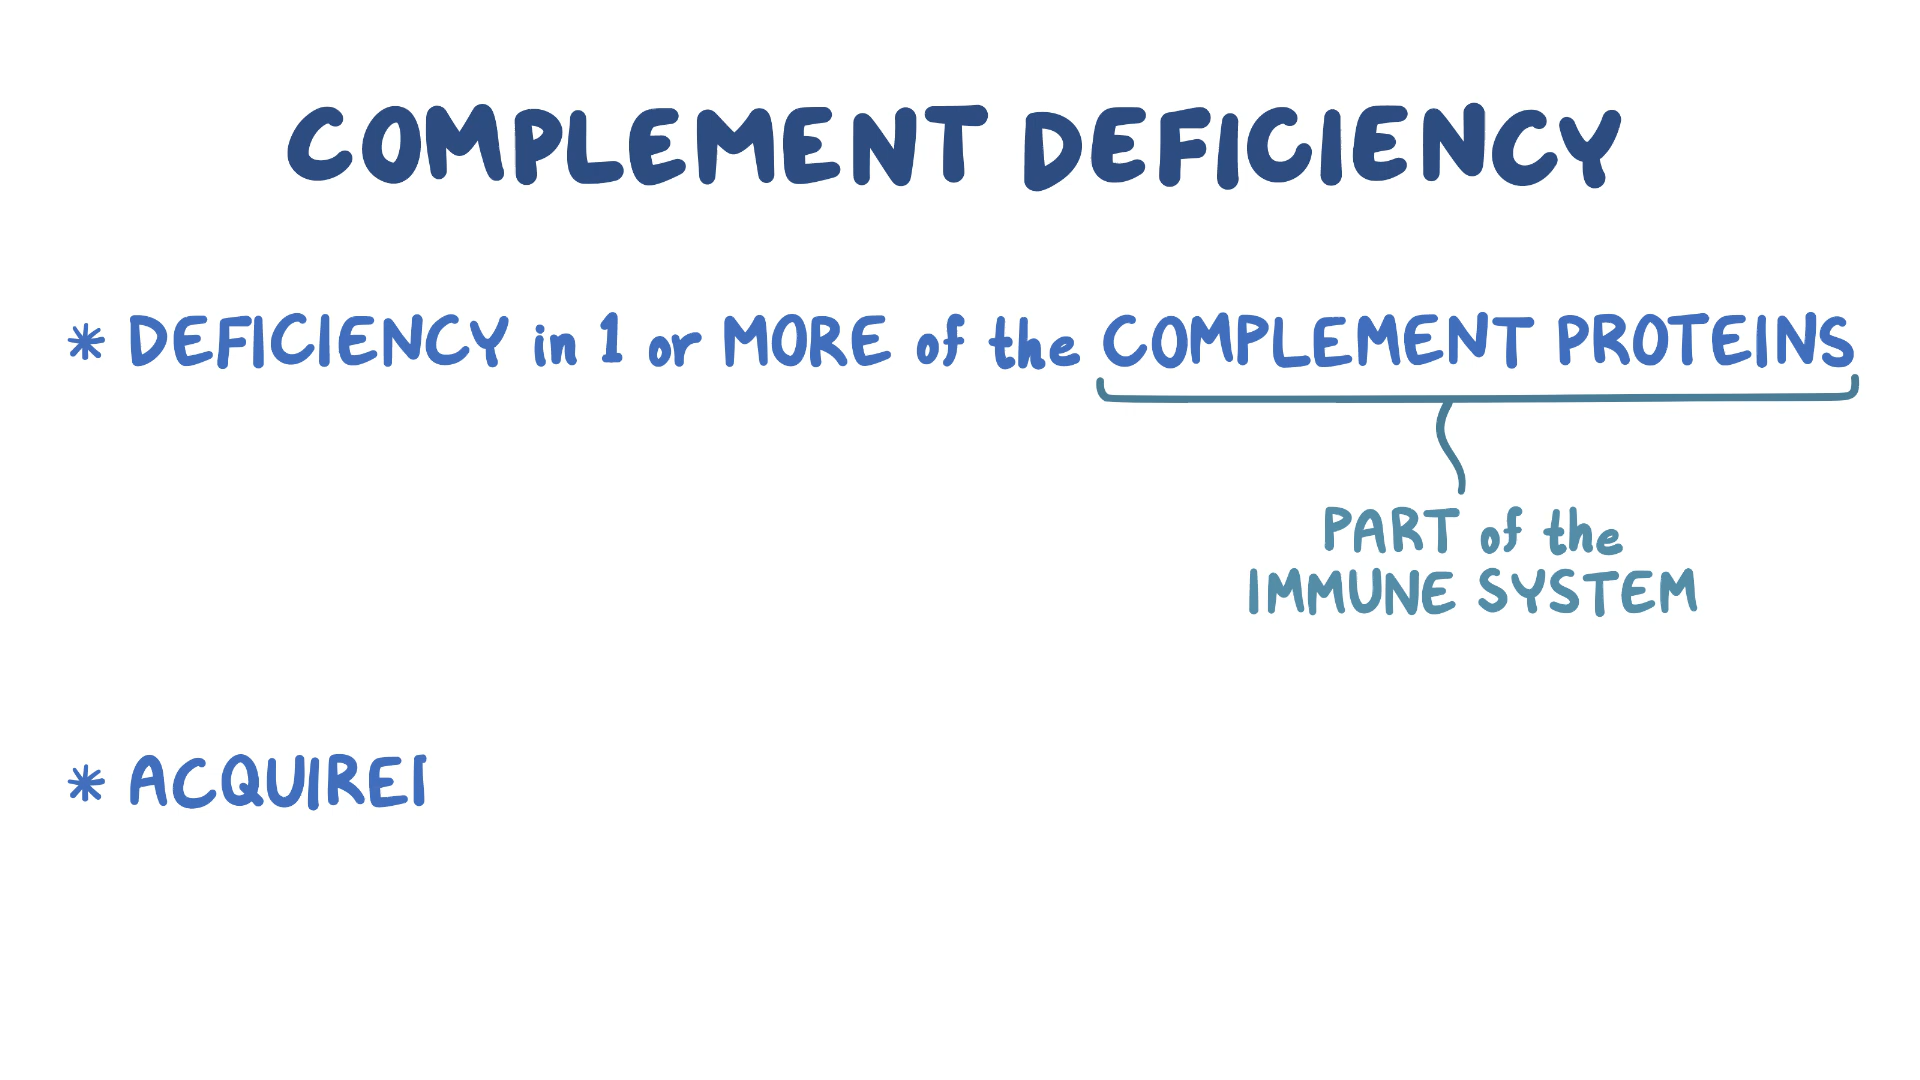 COMPLEMENT DEFICIENCY
* DEFICIENCY in 1 or MORE of the COMPLEMENT PROTEINS
PART of the
IMMUNE SYSTEM
* ACQUIREI